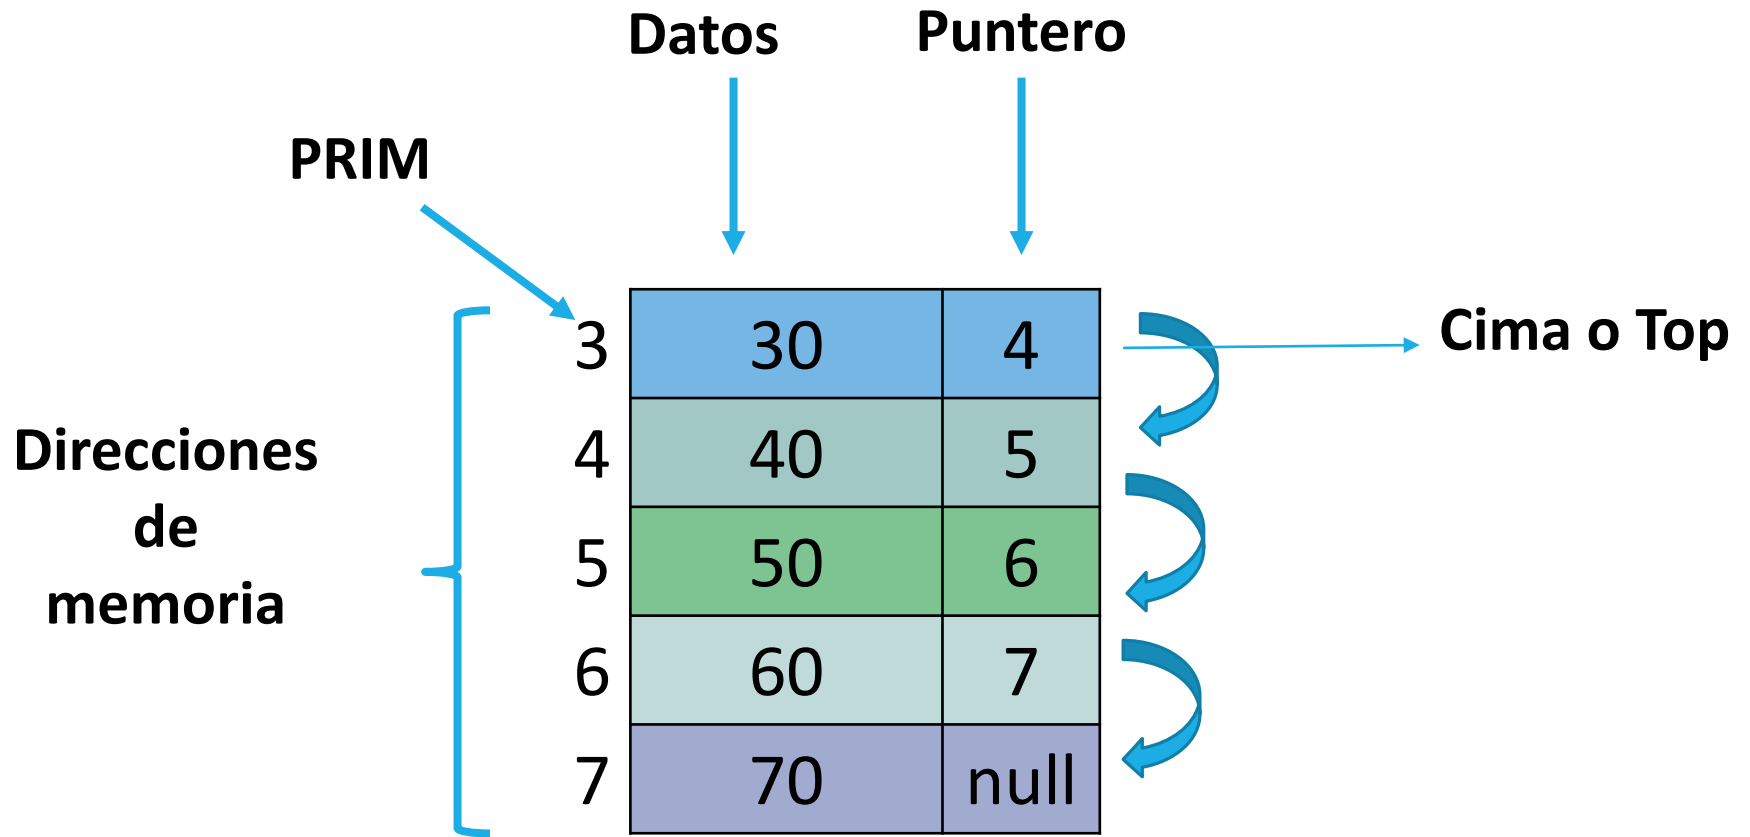 Datos
Puntero
PRIM
Cima o Top
Direcciones
de
memoria
3 30 4
4 40 5
5 50 6
6 60 7
7 70 null